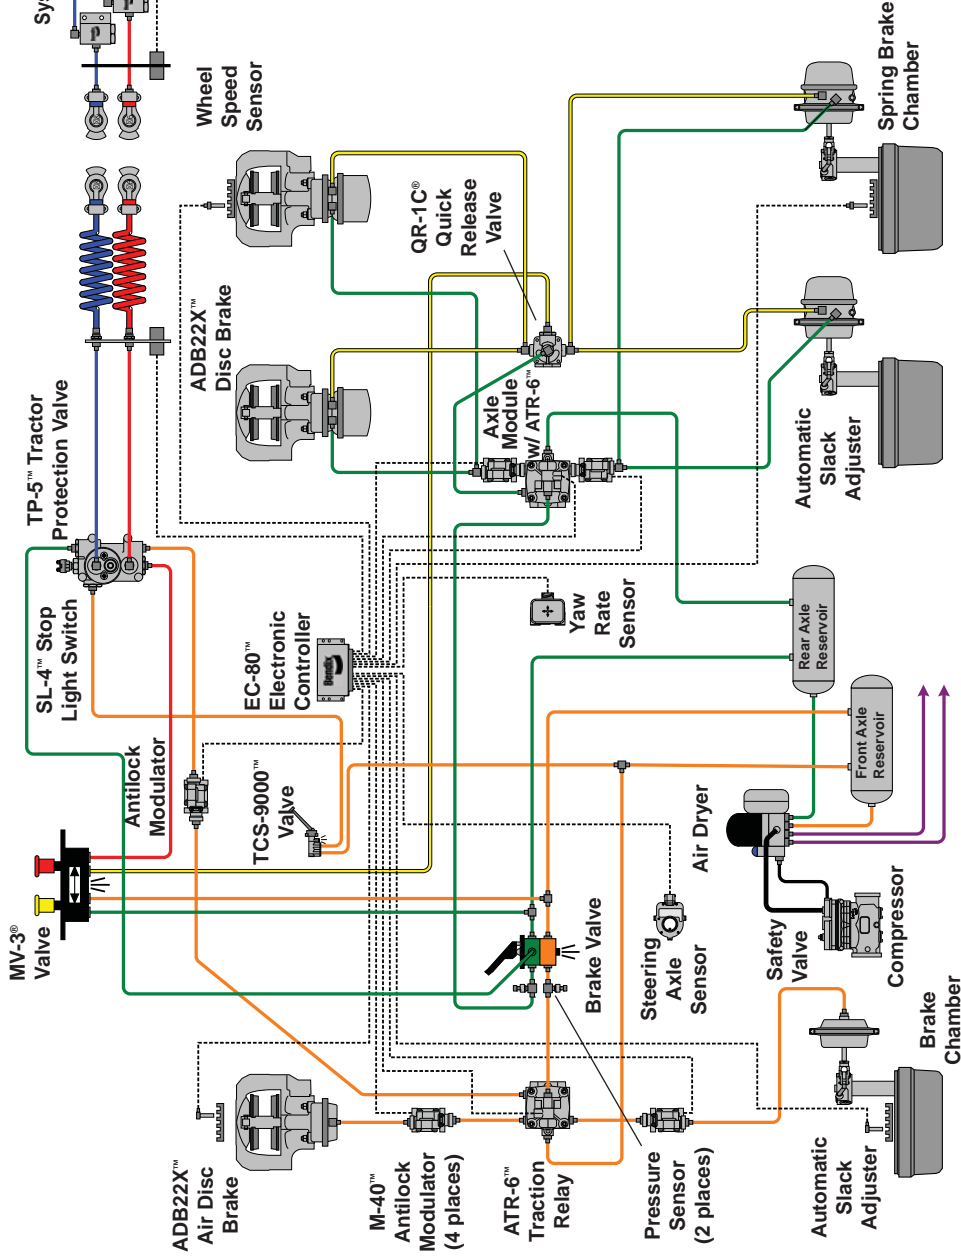 Sys
Wheel
Speed
Sensor
Spring Brake
Chamber
QR-1C®
Quick
Release
Valve
ADB22X™
Disc Brake
TP-5™ Tractor
Protection Valve
Axle
Module
w/ ATR-6™
Automatic
Slack
Adjuster
SL-4™ Stop
Light Switch
EC-80™
Electronic
Controller
Bendix
Yaw
Rate
Sensor
Rear Axle
Reservoir
Front Axle
Reservoir
Antilock
Modulator
TCS-9000™
Valve
Air Dryer
MV-3®
Valve
Brake Valve
Steering
Axle
Sensor
Safety
Valve
Compressor
ADB22X™
Air Disc
Brake
M-40™
Antilock
Modulator
(4 places)
ATR-6™
Traction
Relay
Pressure
Sensor
(2 places)
Automatic
Slack
Adjuster
Brake
Chamber